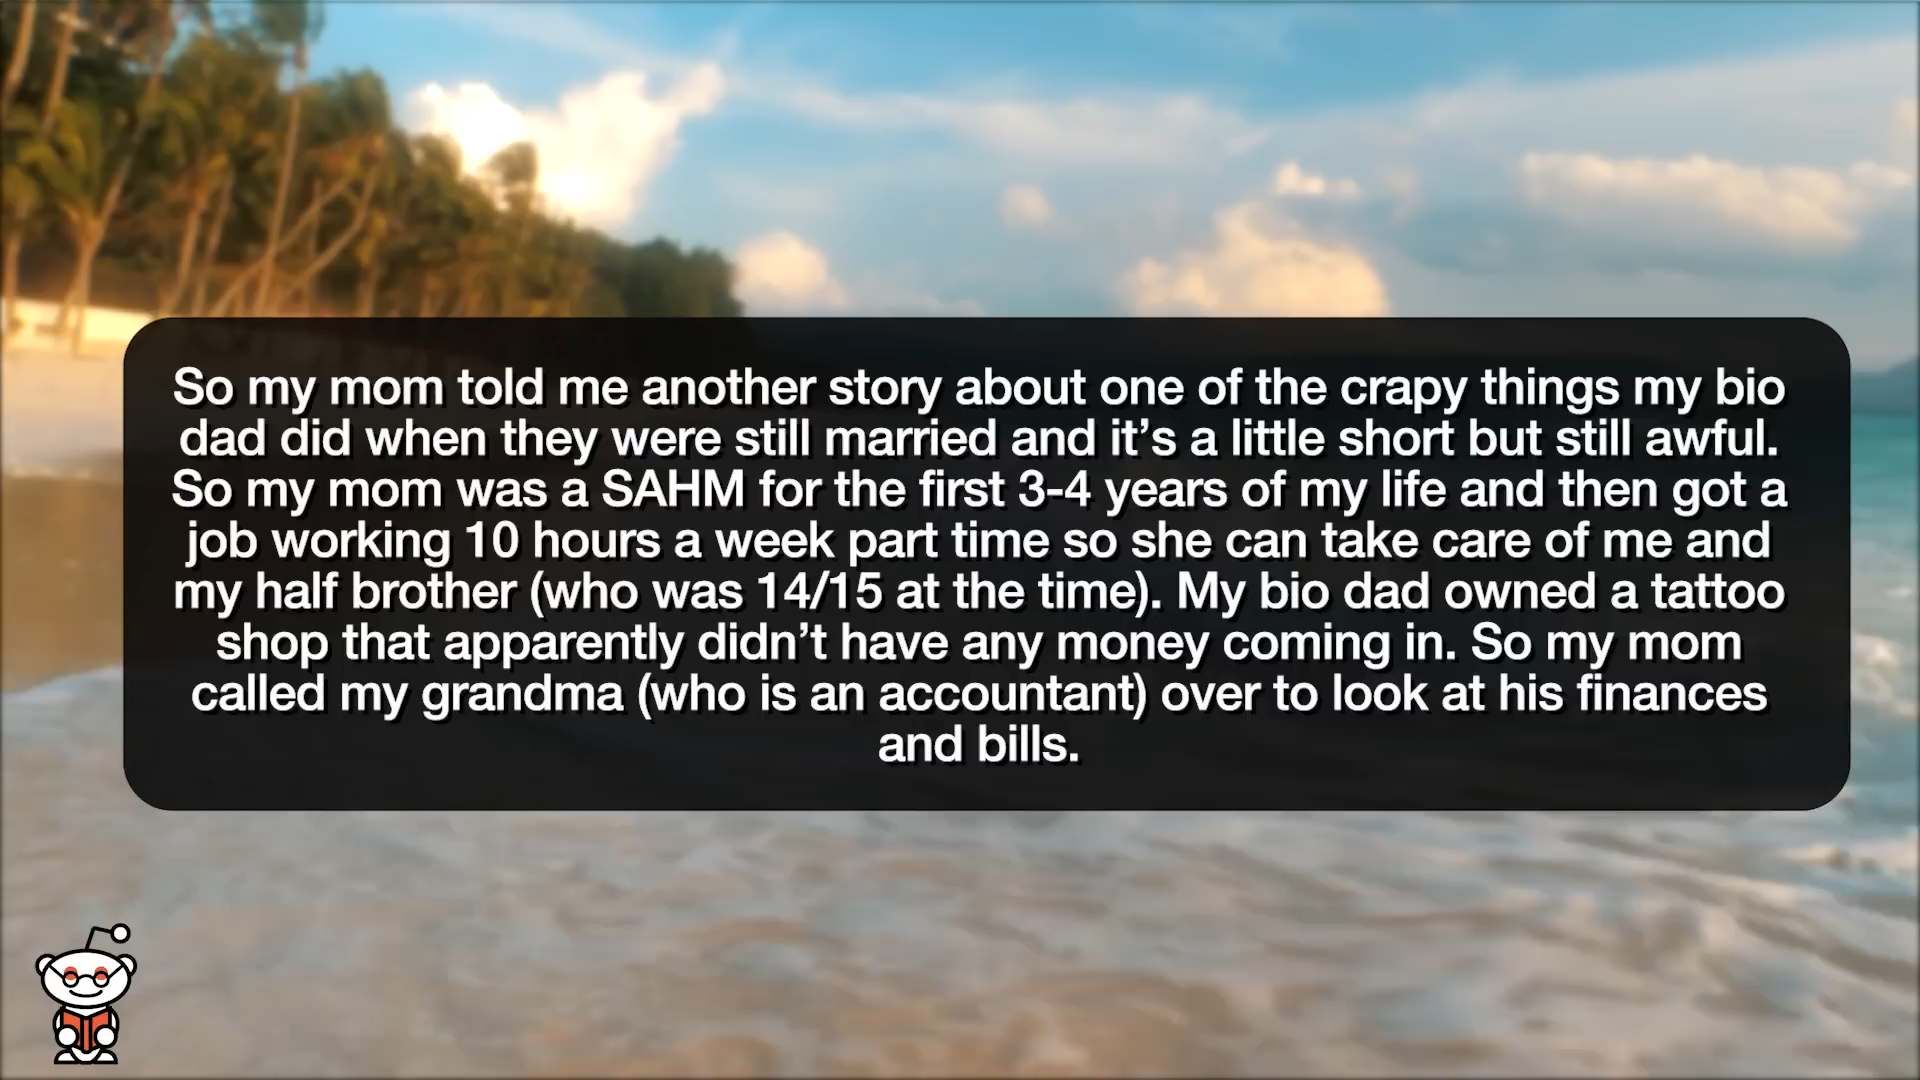 So my mom told me another story about one of the crapy things my bio
dad did when they were still married and it’s a little short but still awful.
So my mom was a SAHM for the first 3-4 years of my life and then got a
job working 10 hours a week part time so she can take care of me and
my half brother (who was 14/15 at the time). My bio dad owned a tattoo
shop that apparently didn’t have any money coming in. So my mom
called my grandma (who is an accountant) over to look at his finances
and bills.